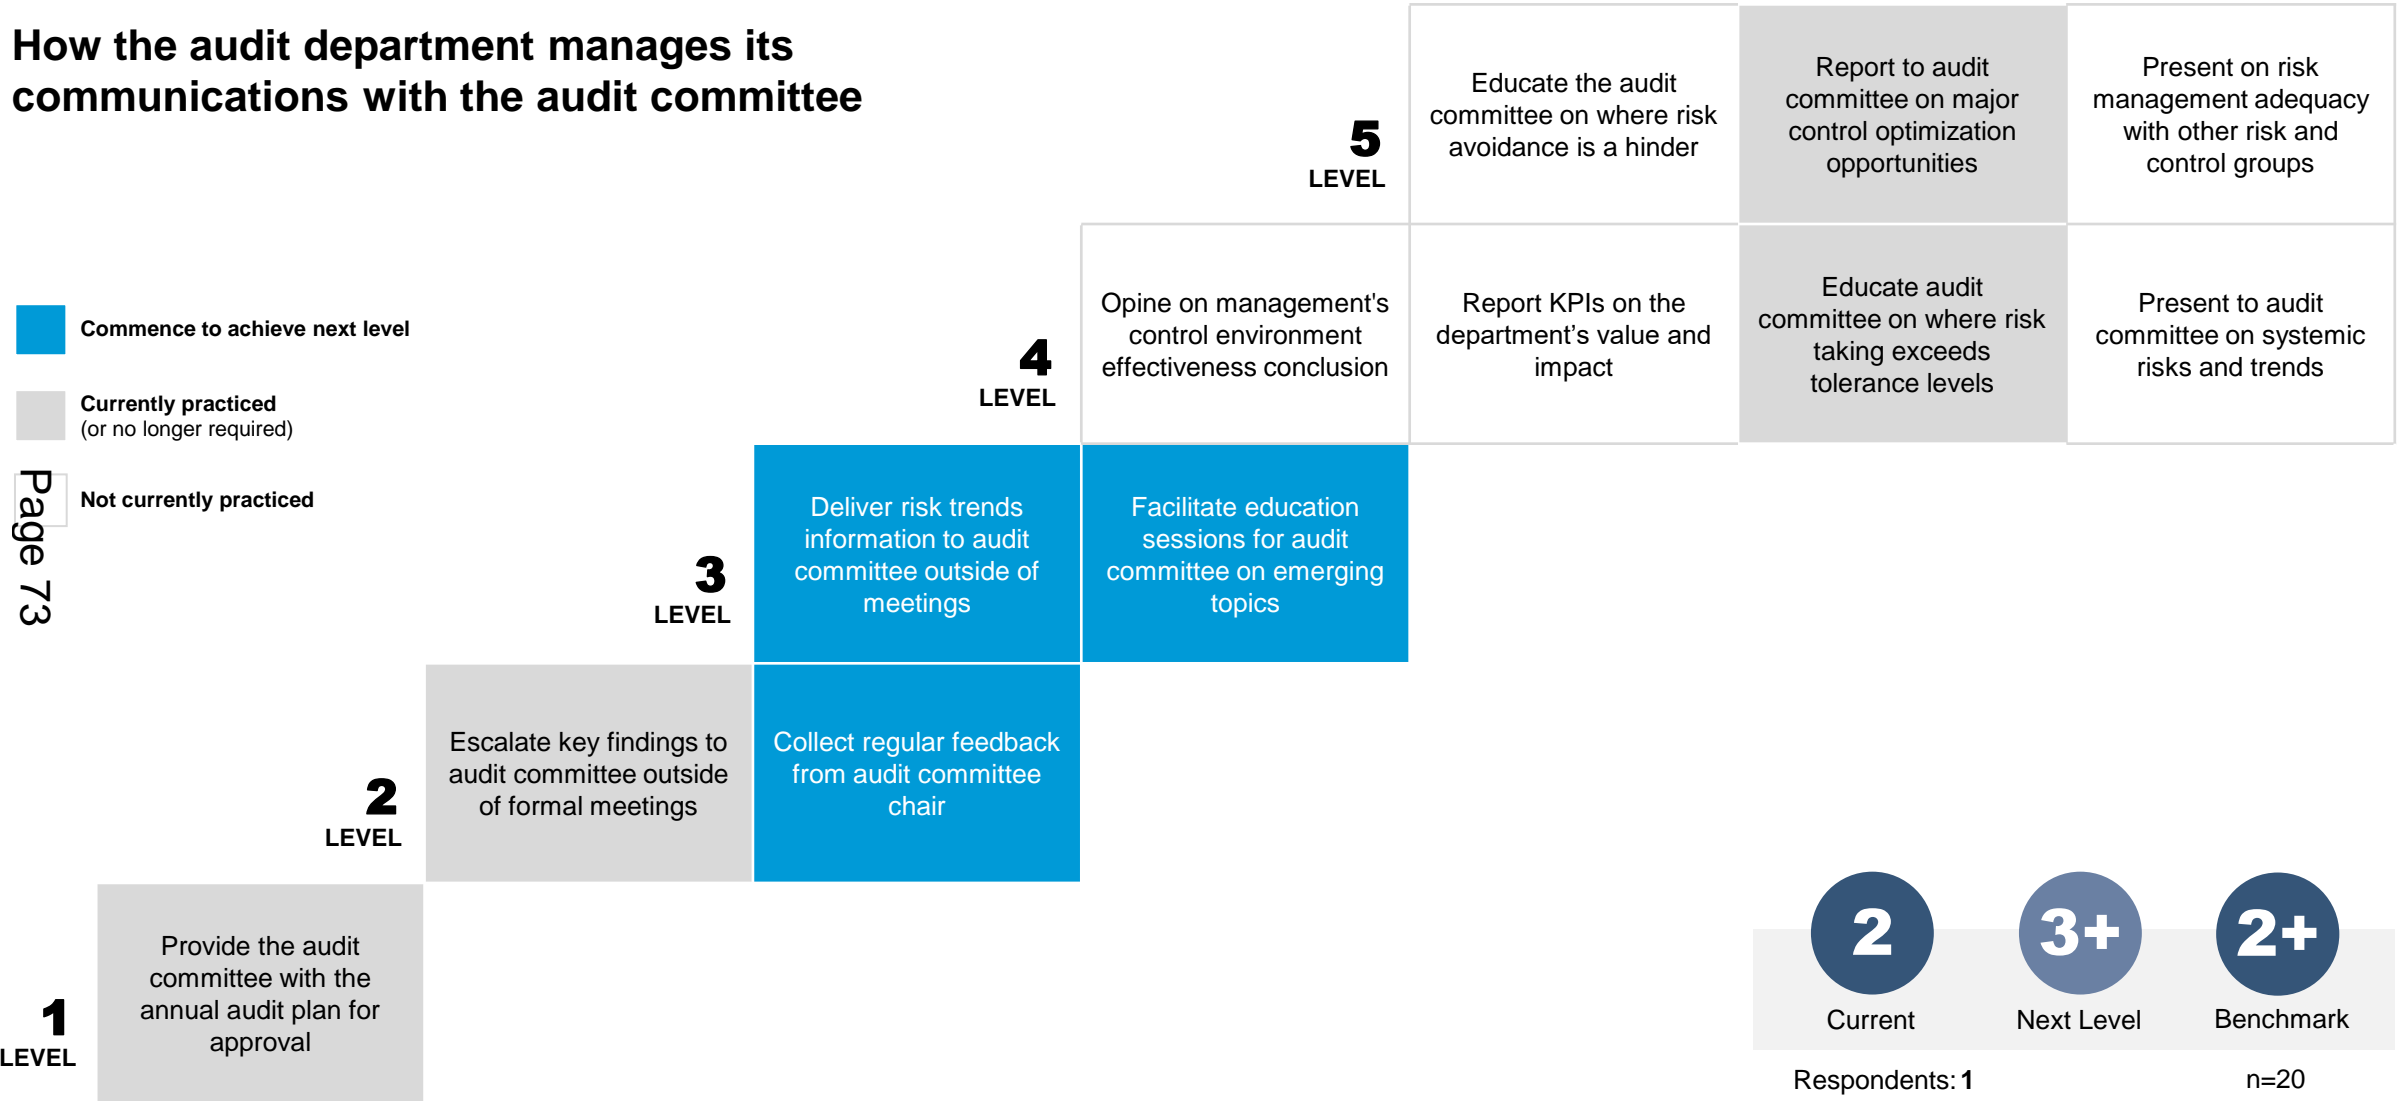 How the audit department manages its
communications with the audit committee
5
LEVEL
Educate the audit
committee on where risk
avoidance is a hinder
Report to audit
committee on major
control optimization
opportunities
Present on risk
management adequacy
with other risk and
control groups
4
LEVEL
Opine on management's
control environment
effectiveness conclusion
Report KPIs on the
department’s value and
impact
Educate audit
committee on where risk
taking exceeds
tolerance levels
Present to audit
committee on systemic
risks and trends
Commence to achieve next level
Currently practiced
(or no longer required)
Not currently practiced
Page 73
3
LEVEL
Deliver risk trends
information to audit
committee outside of
meetings
Facilitate education
sessions for audit
committee on emerging
topics
2
LEVEL
Escalate key findings to
audit committee outside
of formal meetings
Collect regular feedback
from audit committee
chair
1
LEVEL
Provide the audit
committee with the
annual audit plan for
approval
2
Current
3+
Next Level
2+
Benchmark
Respondents: 1
n=20